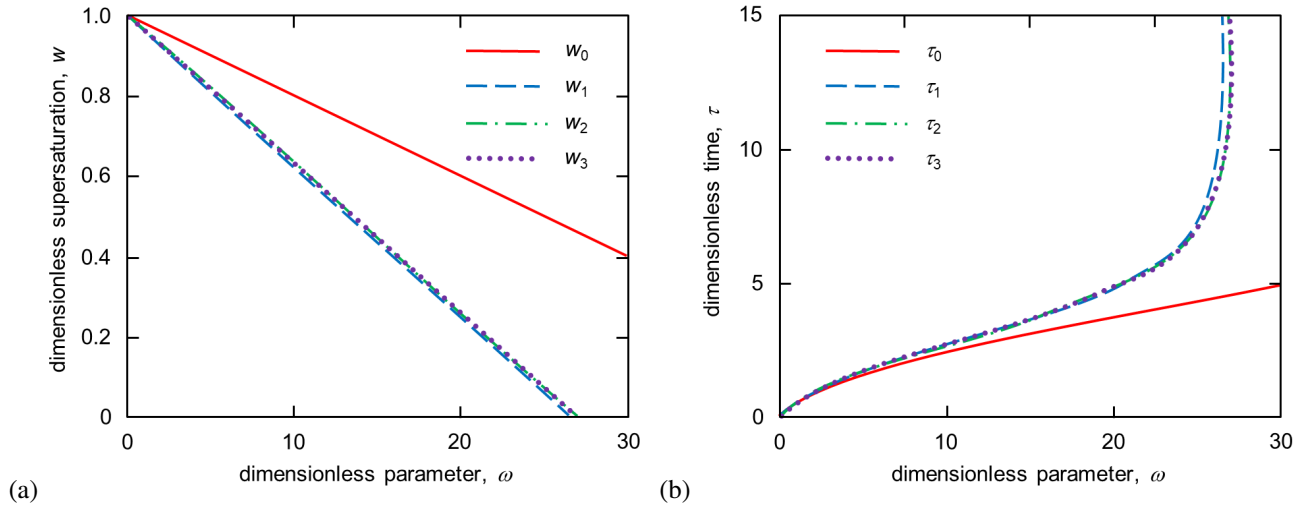 dimensionless supersaturation, w
1.0
0.8
0.6
0.4
0.2
0
0 10 20 30
dimensionless parameter, ω
w0
w1
w2
w3
(a)
dimensionless time, τ
15
10
5
0
0 10 20 30
dimensionless parameter, ω
τ0
τ1
τ2
τ3
(b)